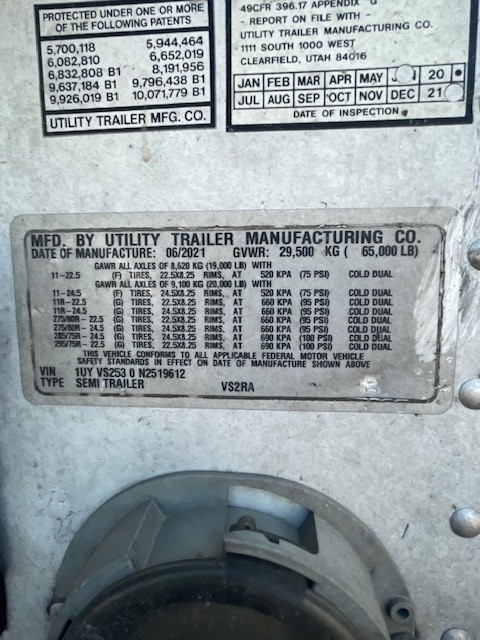 PROTECTED UNDER ONE OR MORE
OF THE FOLLOWING PATENTS
5,700,118 5,944,464
6,082,810 6,652,019
6,832,808 B1 8,191,956
9,637,184 B1 9,796,438 B1
9,926,019 B1 10,071,779 B1
UTILITY TRAILER MFG. CO.
49CFR 396.17 APPENDIX G
- REPORT ON FILE WITH -
UTILITY TRAILER MANUFACTURING CO.
1111 SOUTH 1000 WEST
CLEARFIELD, UTAH 84016
JAN FEB MAR APR MAY 20
JUL AUG SEP OCT NOV DEC 21
DATE OF INSPECTION
MFD. BY UTILITY TRAILER MANUFACTURING CO.
DATE OF MANUFACTURE: 06/2021 GVWR: 29,500 KG ( 65,000 LB)
GAWR ALL AXLES OF 8,620 KG (19,000 LB) WITH
11-22.5 (F) TIRES, 22.5X8.25 RIMS, AT 520 KPA (75 PSI) COLD DUAL
GAWR ALL AXLES OF 9,100 KG (20,000 LB) WITH
11-24.5 (F) TIRES, 24.5X8.25 RIMS, AT 520 KPA (75 PSI) COLD DUAL
11R-22.5 (G) TIRES, 22.5X8.25 RIMS, AT 660 KPA (95 PSI) COLD DUAL
11R-24.5 (G) TIRES, 24.5X8.25 RIMS, AT 660 KPA (95 PSI) COLD DUAL
275/80R-22.5 (G) TIRES, 22.5X8.25 RIMS, AT 660 KPA (95 PSI) COLD DUAL
275/80R-24.5 (G) TIRES, 24.5X8.25 RIMS, AT 660 KPA (95 PSI) COLD DUAL
285/75R-24.5 (G) TIRES, 24.5X8.25 RIMS, AT 690 KPA (100 PSI) COLD DUAL
295/75R-22.5 (G) TIRES, 22.5X8.25 RIMS, AT 690 KPA (100 PSI) COLD DUAL
THIS VEHICLE CONFORMS TO ALL APPLICABLE FEDERAL MOTOR VEHICLE
SAFETY STANDARDS IN EFFECT ON DATE OF MANUFACTURE SHOWN ABOVE
VIN 1UY VS253 0 N2519612
TYPE SEMI TRAILER VS2RA